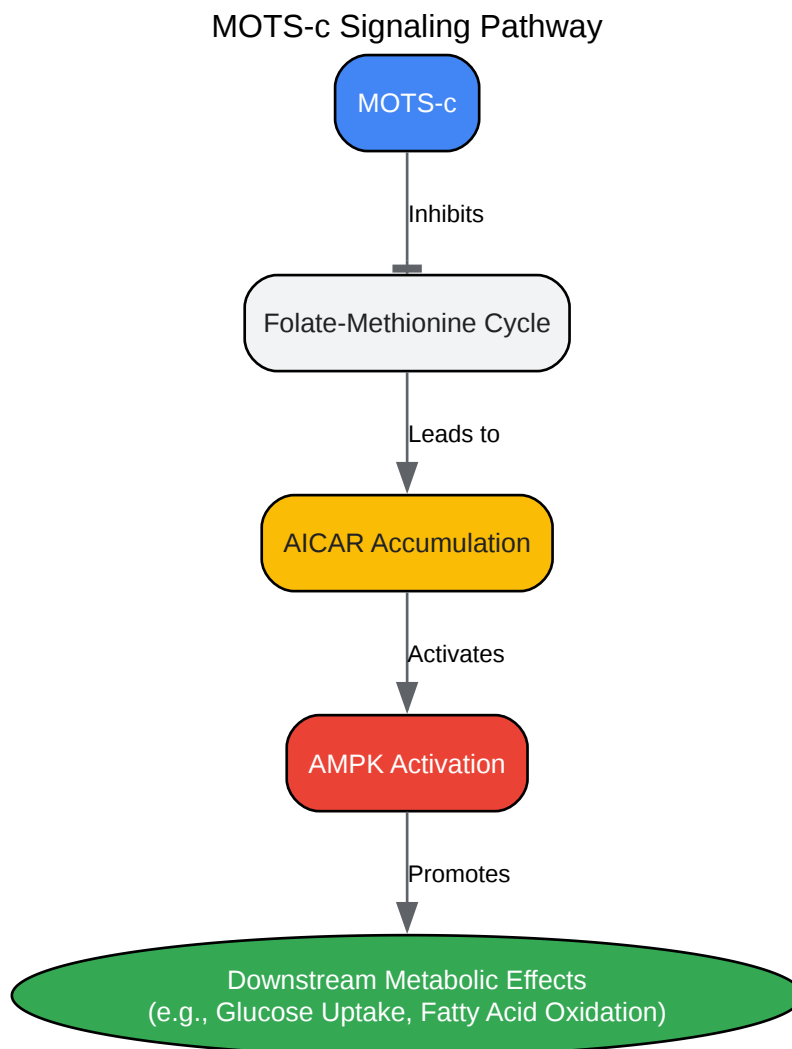 MOTS-c Signaling Pathway
MOTS-c
Inhibits
Folate-Methionine Cycle
Leads to
AICAR Accumulation
Activates
AMPK Activation
Promotes
Downstream Metabolic Effects
(e.g., Glucose Uptake, Fatty Acid Oxidation)